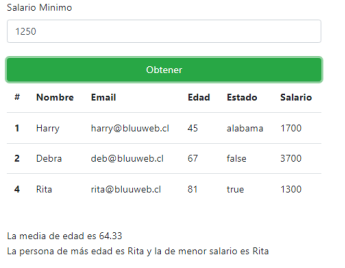 Salario Minimo
1250
Obtener
# Nombre Email Edad Estado Salario
1 Harry harry@bluuweb.cl 45 alabama 1700
2 Debra deb@bluuweb.cl 67 false 3700
4 Rita rita@bluuweb.cl 81 true 1300
La media de edad es 64.33
La persona de más edad es Rita y la de menor salario es Rita